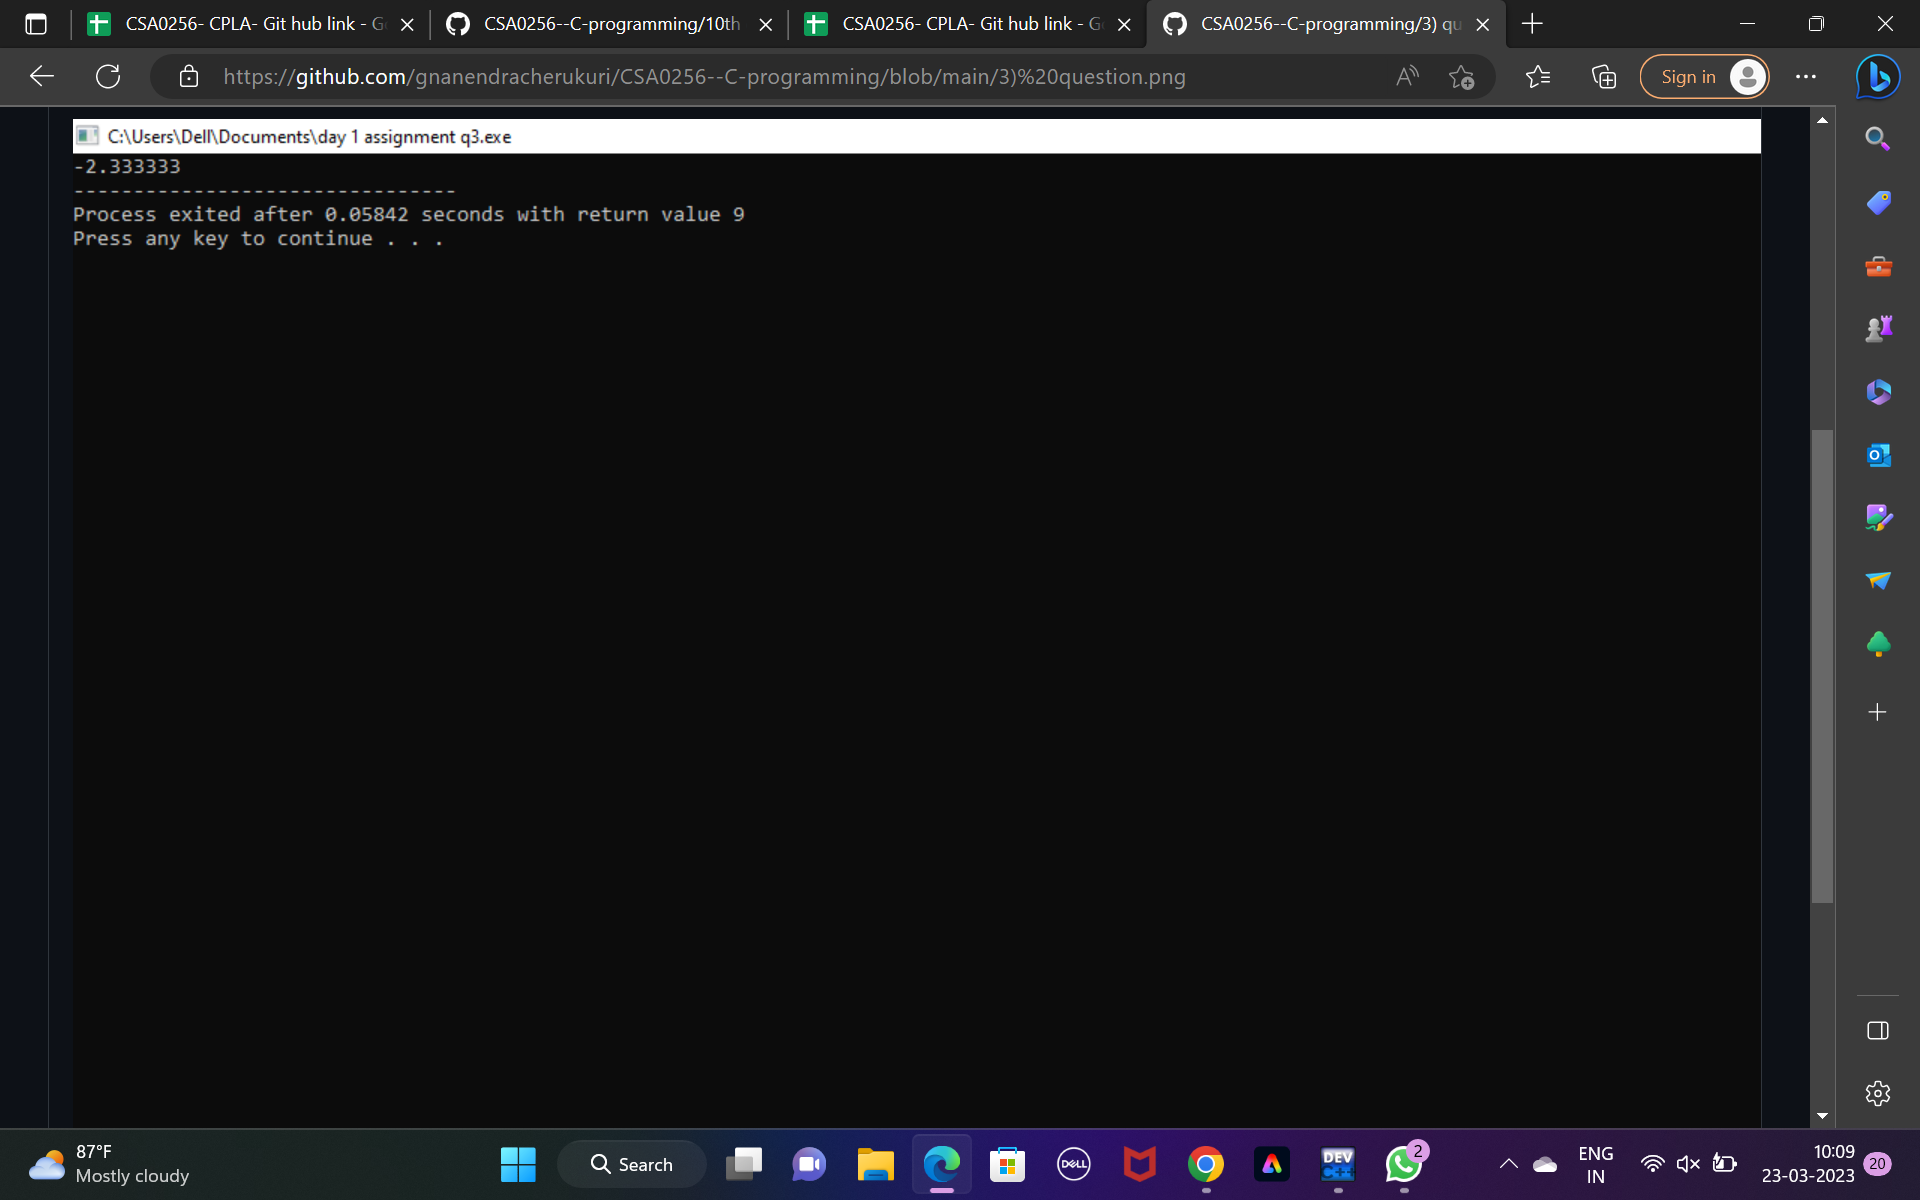 CSA0256- CPLA- Git hub link - G
CSA0256--C-programming/10th
CSA0256- CPLA- Git hub link - G
CSA0256--C-programming/3) qu
https://github.com/gnanendracherukuri/CSA0256--C-programming/blob/main/3)%20question.png
Sign in
C:\Users\Dell\Documents\day 1 assignment q3.exe
-2.333333
--------------------------------
Process exited after 0.05842 seconds with return value 9
Press any key to continue . . .
87°F
Mostly cloudy
Search
DELL
DEV
C++
2
ENG
IN
10:09
23-03-2023
20